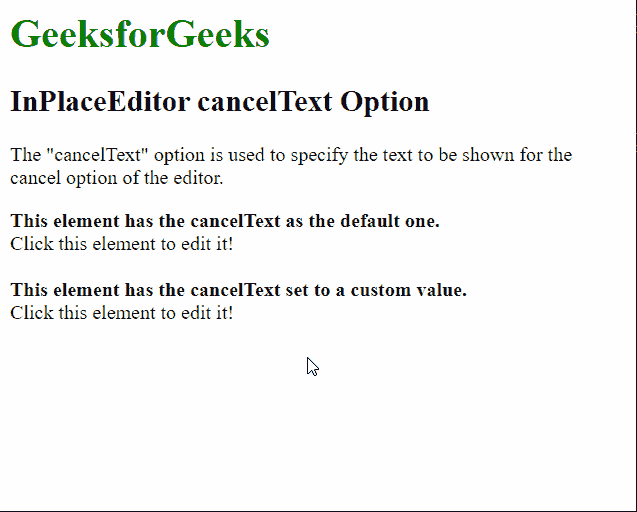 GeeksforGeeks
InPlaceEditor cancelText Option
The "cancelText" option is used to specify the text to be shown for the
cancel option of the editor.
This element has the cancelText as the default one.
Click this element to edit it!
This element has the cancelText set to a custom value.
Click this element to edit it!